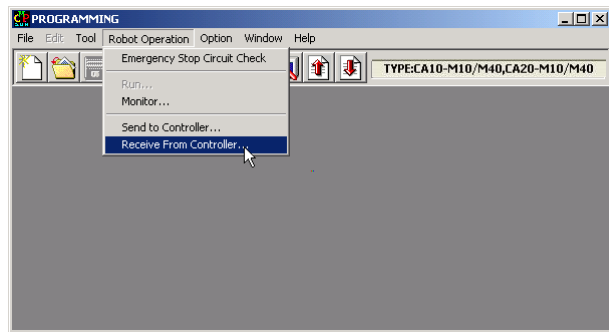 PROGRAMMING
File Edit Tool Robot Operation Option Window Help
TYPE:CA10-M10/M40,CA20-M10/M40
Emergency Stop Circuit Check
Run...
Monitor...
Send to Controller...
Receive From Controller...